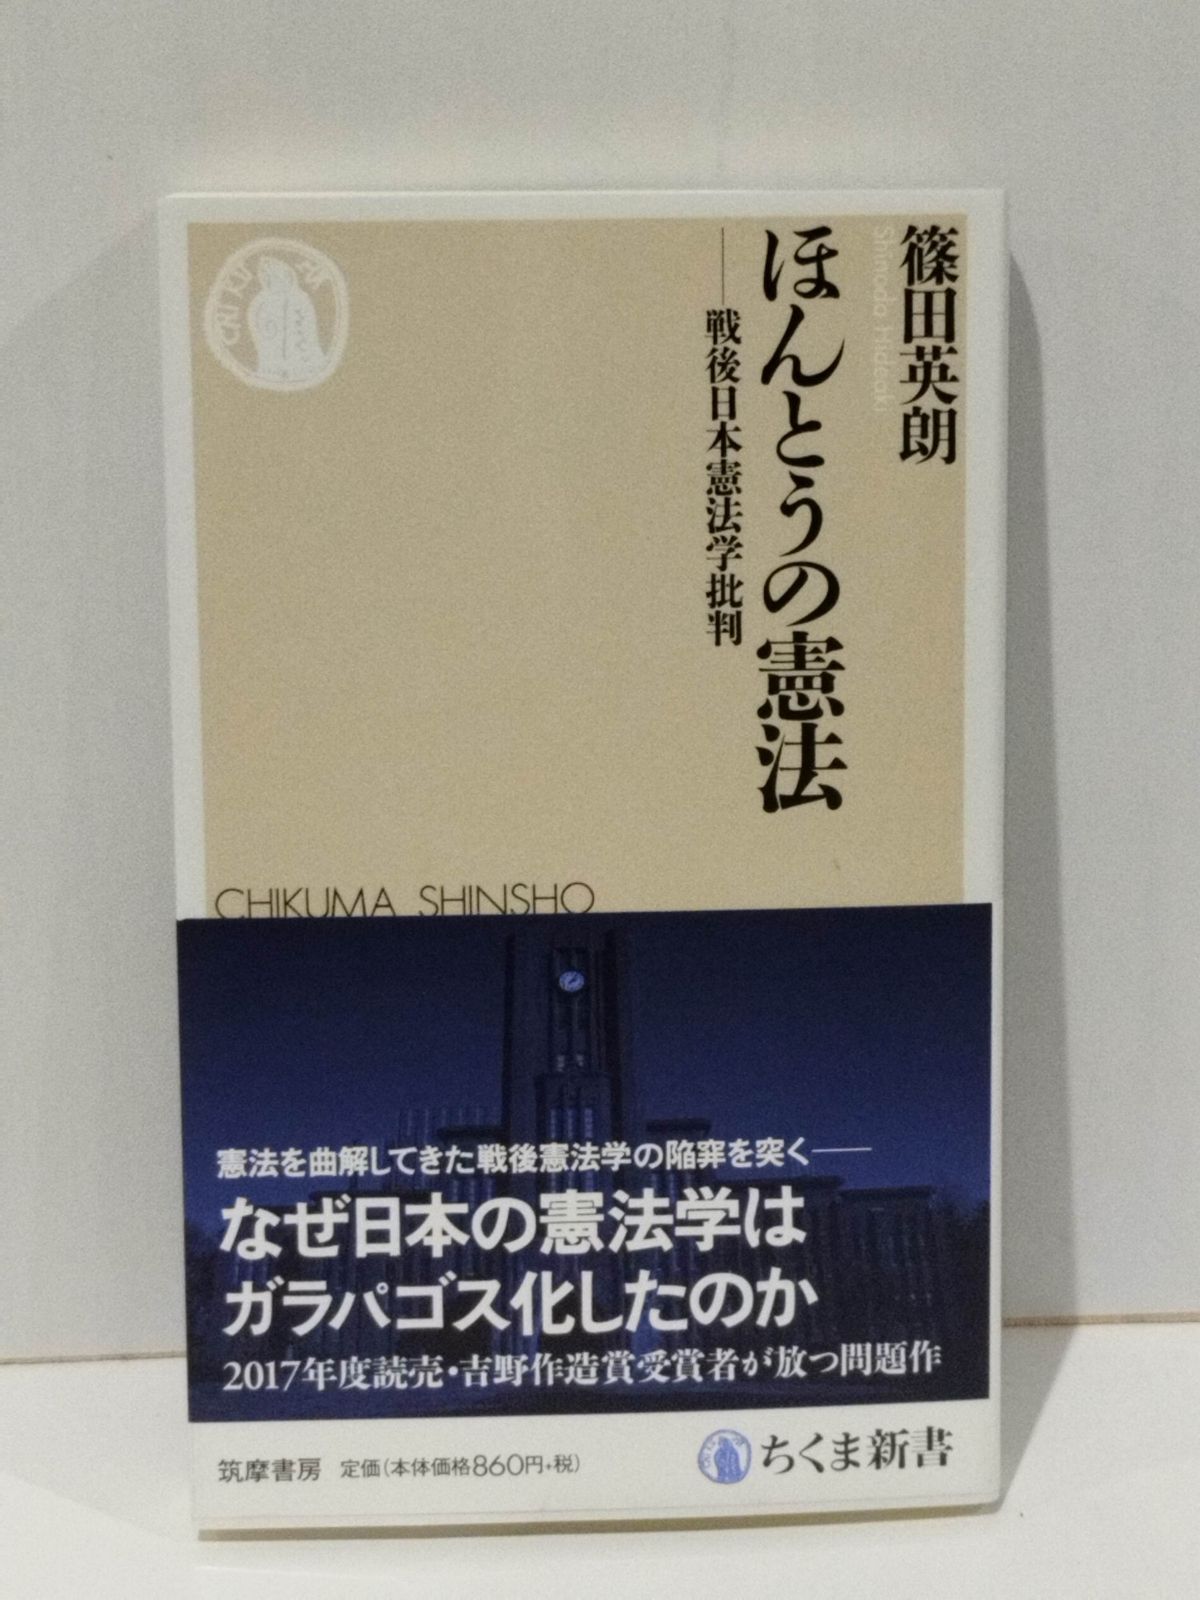 篠田英朗
Shinoda Hideaki
ほんとうの憲法
──戦後日本憲法学批判
CHIKUMA SHINSHO
憲法を曲解してきた戦後憲法学の陥穽を突く──
なぜ日本の憲法学は
ガラパゴス化したのか
2017年度読売・吉野作造賞受賞者が放つ問題作
筑摩書房 定価(本体価格860円+税)
ちくま新書